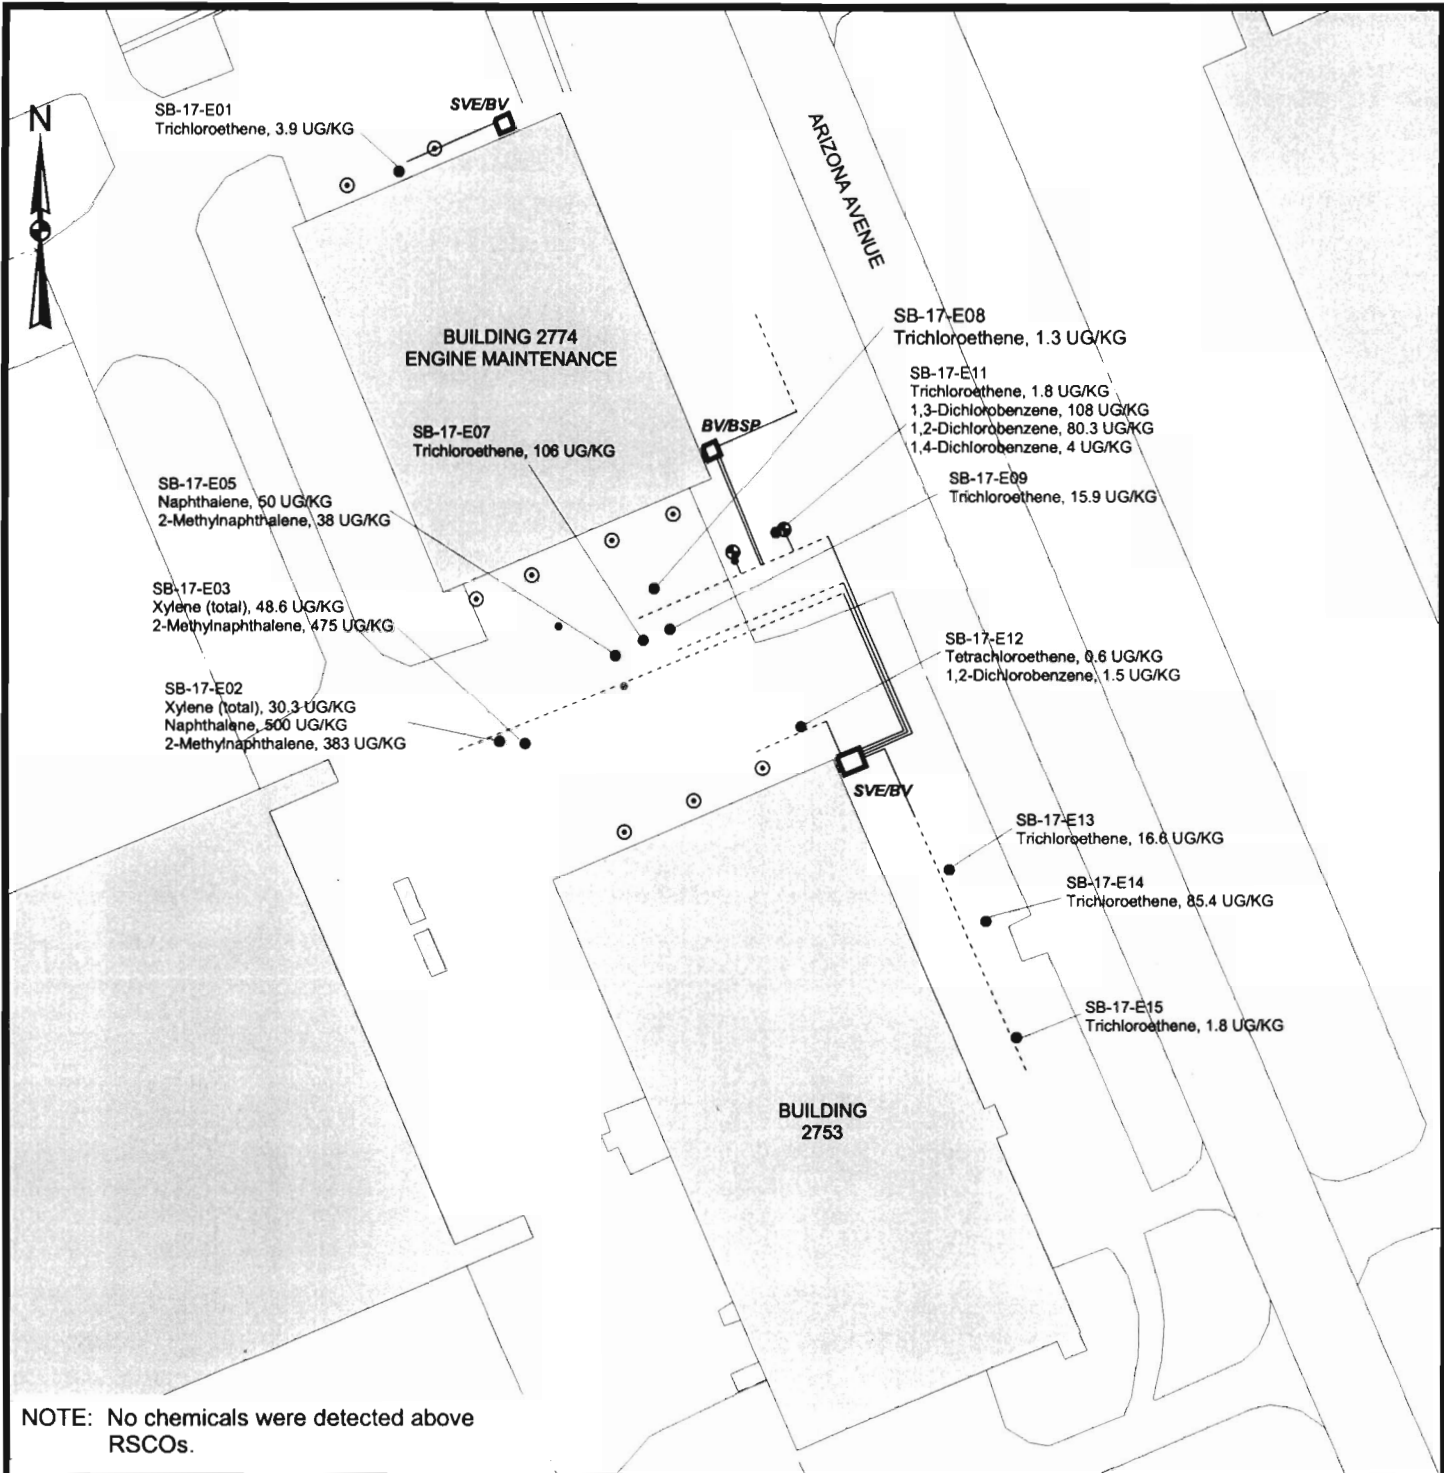 N
SB-17-E01
Trichloroethene, 3.9 UG/KG
SVE/BV
ARIZONA AVENUE
BUILDING 2774
ENGINE MAINTENANCE
SB-17-E08
Trichloroethene, 1.3 UG/KG
SB-17-E11
Trichloroethene, 1.8 UG/KG
1,3-Dichlorobenzene, 108 UG/KG
1,2-Dichlorobenzene, 80.3 UG/KG
1,4-Dichlorobenzene, 4 UG/KG
BV/BSP
SB-17-E07
Trichloroethene, 106 UG/KG
SB-17-E09
Trichloroethene, 15.9 UG/KG
SB-17-E05
Naphthalene, 50 UG/KG
2-Methylnaphthalene, 38 UG/KG
SB-17-E03
Xylene (total), 48.6 UG/KG
2-Methylnaphthalene, 475 UG/KG
SB-17-E12
Tetrachloroethene, 0.6 UG/KG
1,2-Dichlorobenzene, 1.5 UG/KG
SB-17-E02
Xylene (total), 30.3 UG/KG
Naphthalene, 500 UG/KG
2-Methylnaphthalene, 383 UG/KG
SVE/BV
SB-17-E13
Trichloroethene, 16.6 UG/KG
SB-17-E14
Trichloroethene, 85.4 UG/KG
SB-17-E15
Trichloroethene, 1.8 UG/KG
BUILDING
2753
NOTE: No chemicals were detected above
RSCOs.